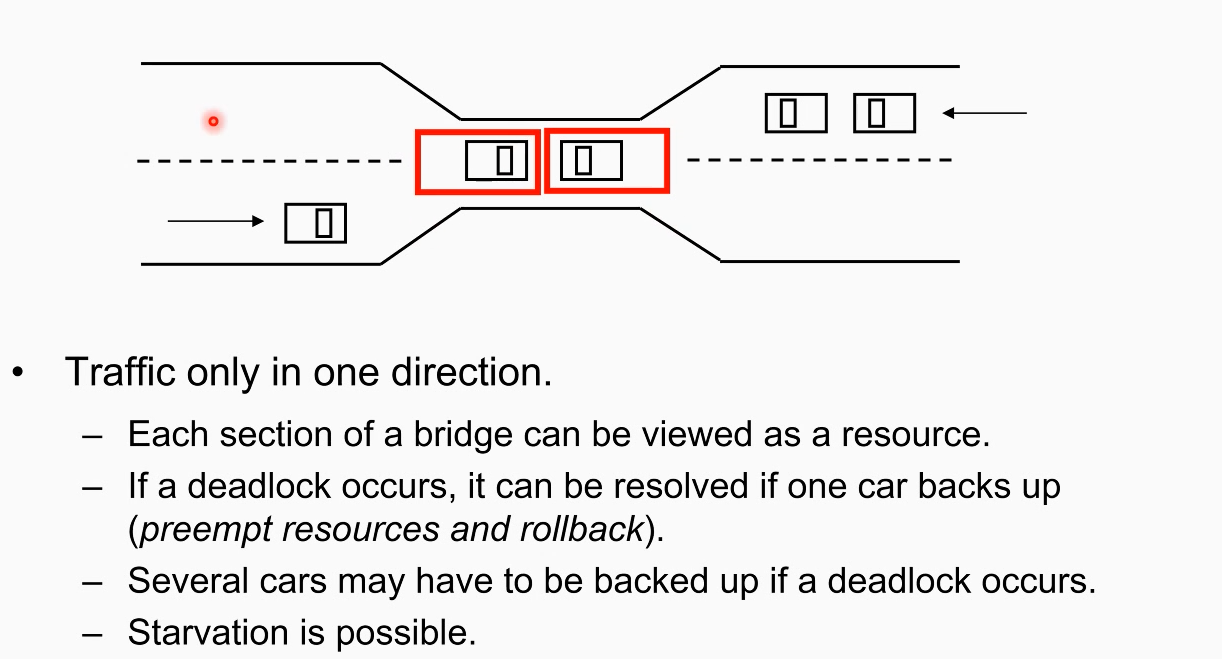 • Traffic only in one direction.
– Each section of a bridge can be viewed as a resource.
– If a deadlock occurs, it can be resolved if one car backs up
(preempt resources and rollback).
– Several cars may have to be backed up if a deadlock occurs.
– Starvation is possible.